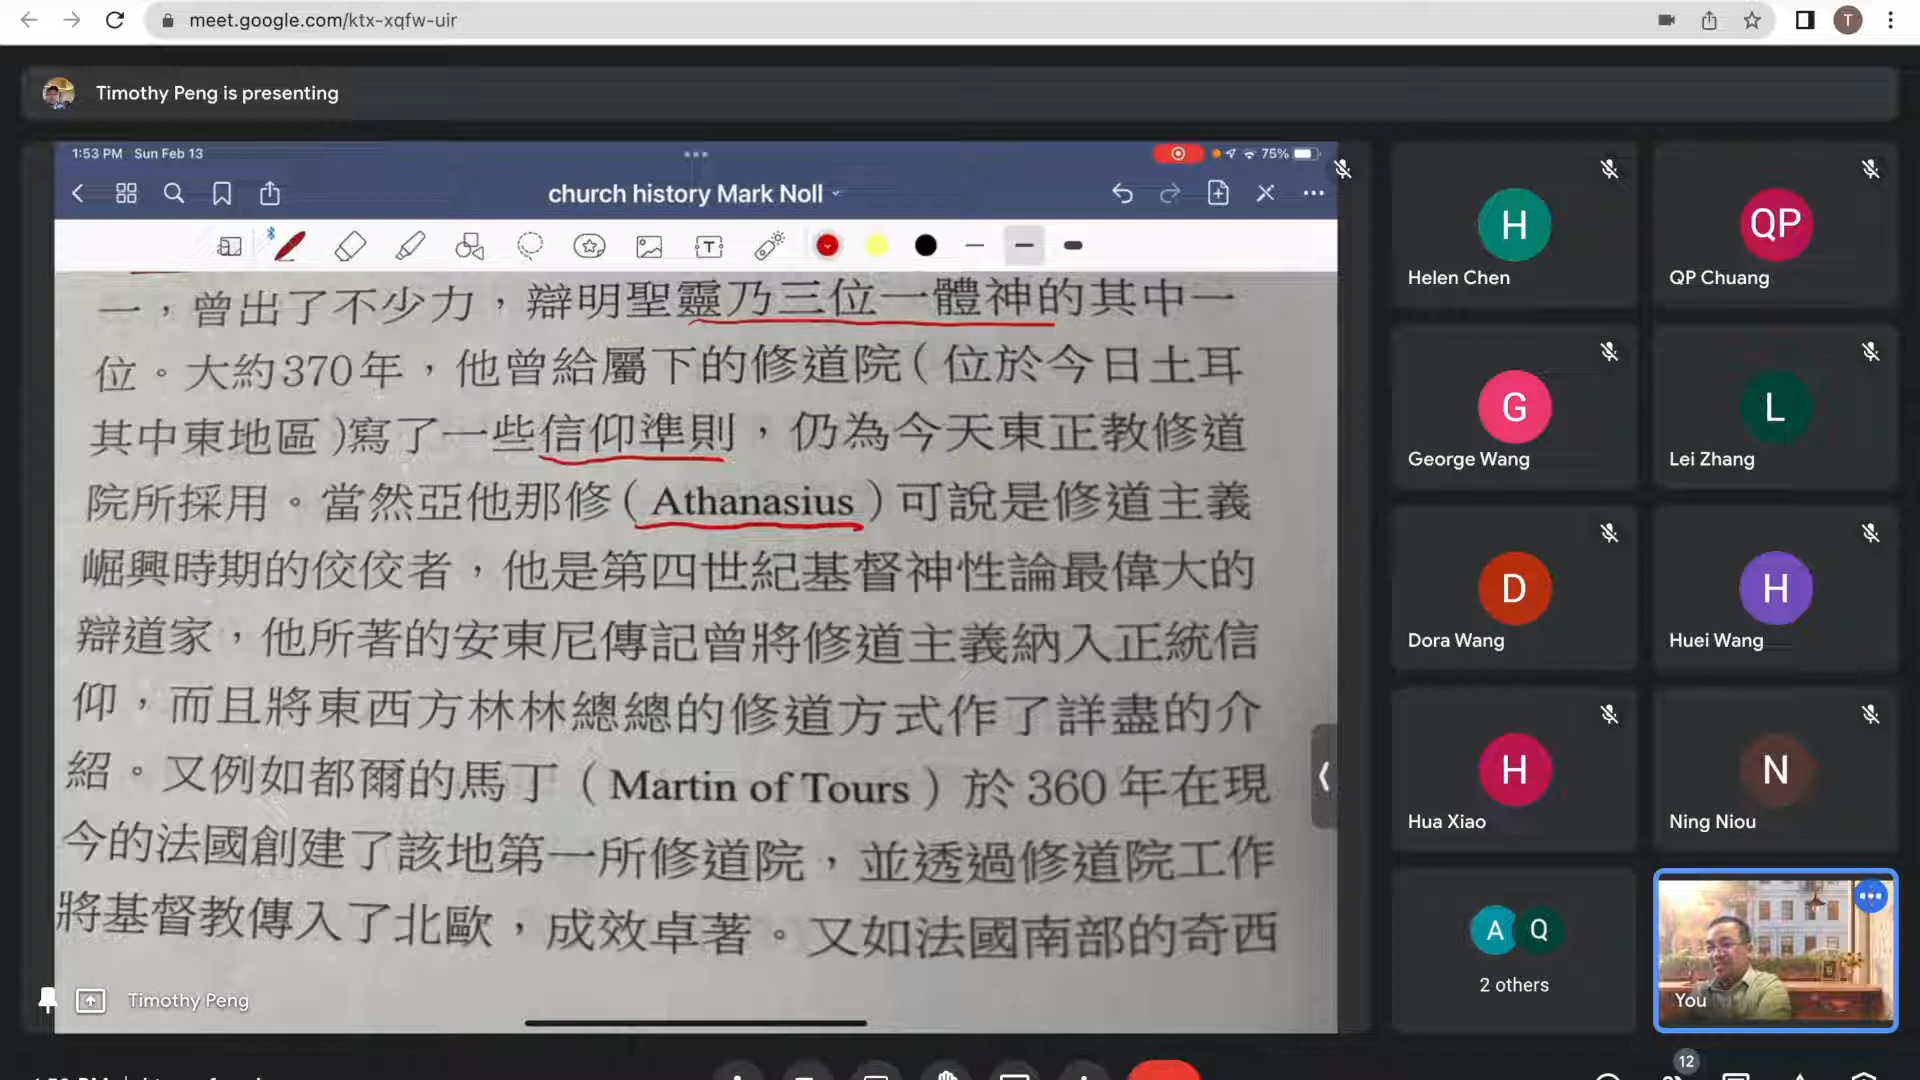 meet.google.com/ktx-xqfw-uir
T
Timothy Peng is presenting
1:53 PM Sun Feb 13
75%
church history Mark Noll
一，曾出了不少力，辯明聖靈乃三位一體神的其中一
位。大約370年，他曾給屬下的修道院（位於今日土耳
其中東地區）寫了一些信仰準則，仍為今天東正教修道
院所採用。當然亞他那修（Athanasius）可說是修道主義
崛興時期的佼佼者，他是第四世紀基督神性論最偉大的
辯道家，他所著的安東尼傳記曾將修道主義納入正統信
仰，而且將東西方林林總總的修道方式作了詳盡的介
紹。又例如都爾的馬丁（Martin of Tours）於360年在現
今的法國創建了該地第一所修道院，並透過修道院工作
將基督教傳入了北歐，成效卓著。又如法國南部的奇西
Timothy Peng
H
Helen Chen
QP
QP Chuang
G
George Wang
L
Lei Zhang
D
Dora Wang
H
Huei Wang
H
Hua Xiao
N
Ning Niou
A Q
2 others
You
12